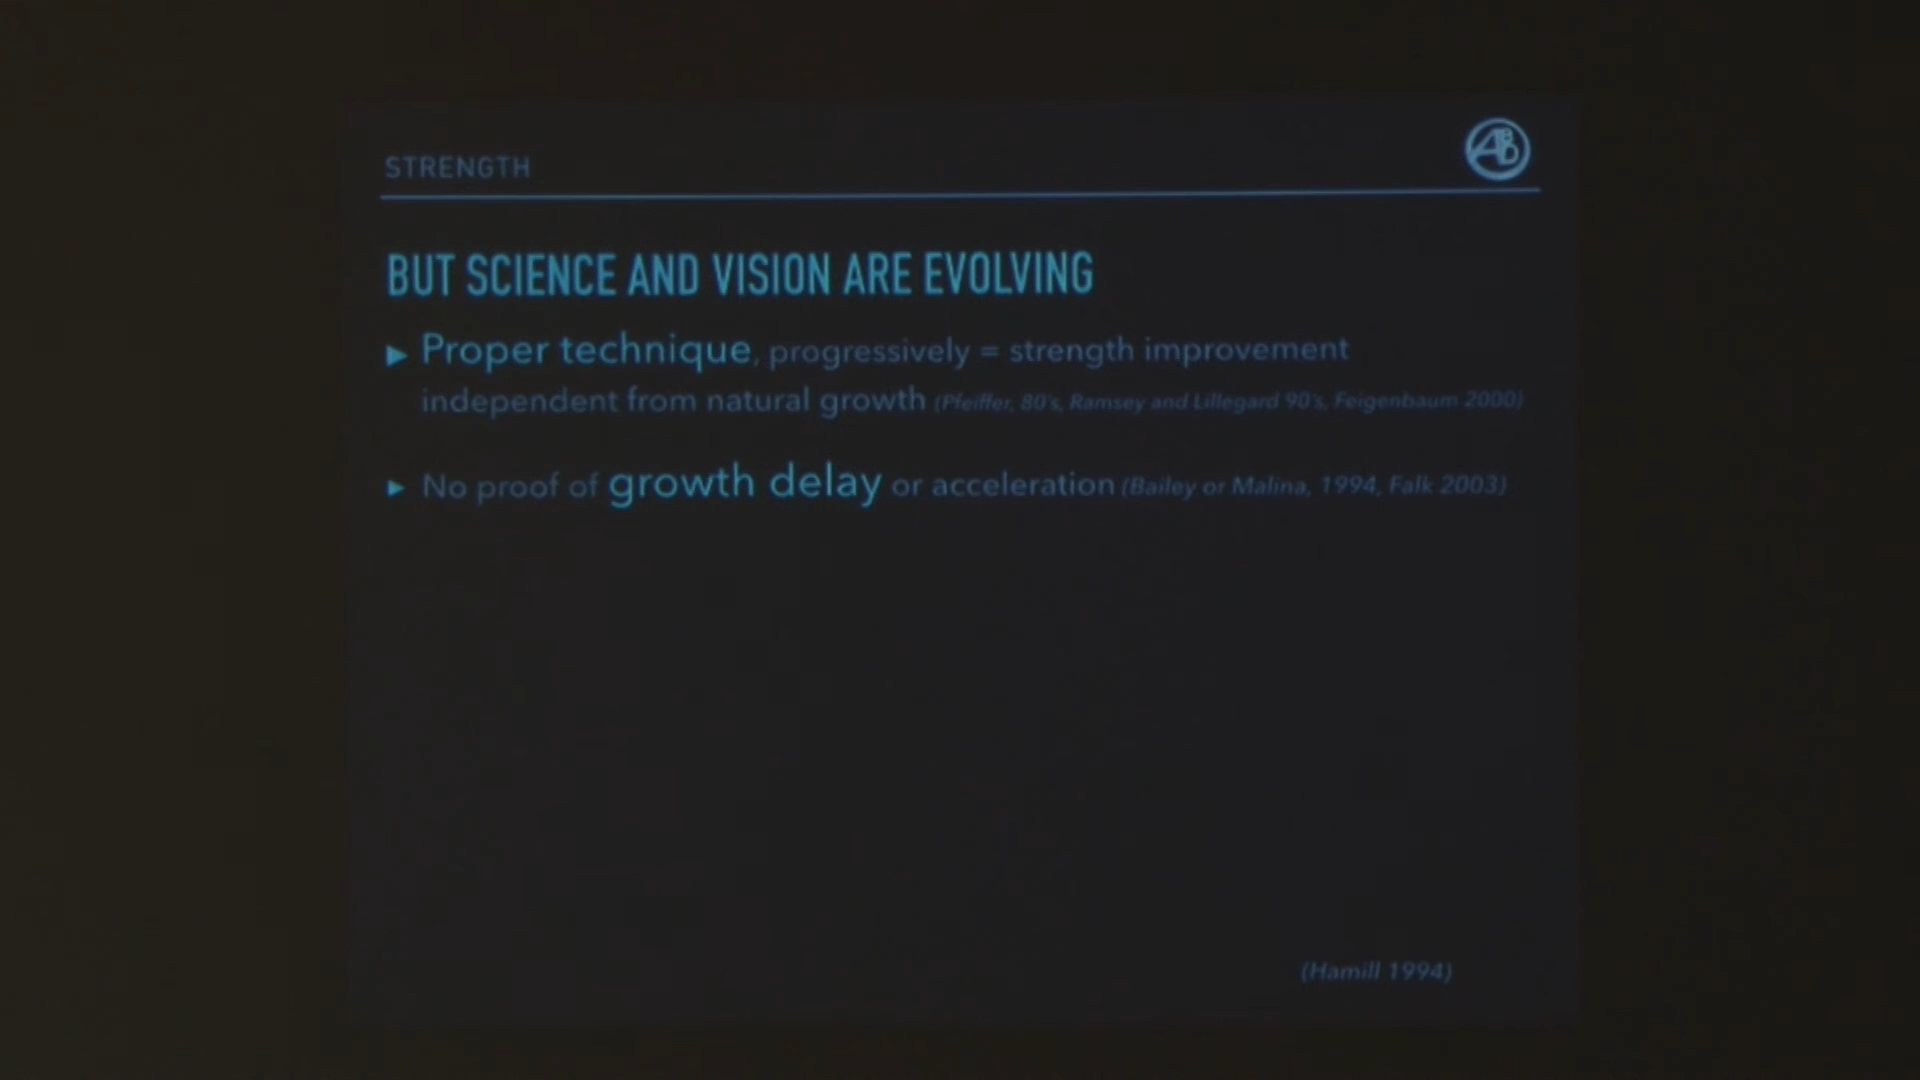 STRENGTH
ABD
BUT SCIENCE AND VISION ARE EVOLVING
▶ Proper technique, progressively = strength improvement
independent from natural growth (Pfeiffer, 80's, Ramsey and Lillegard 90's, Feigenbaum 2000)
▶ No proof of growth delay or acceleration (Bailey or Malina, 1994, Falk 2003)
(Hamill 1994)